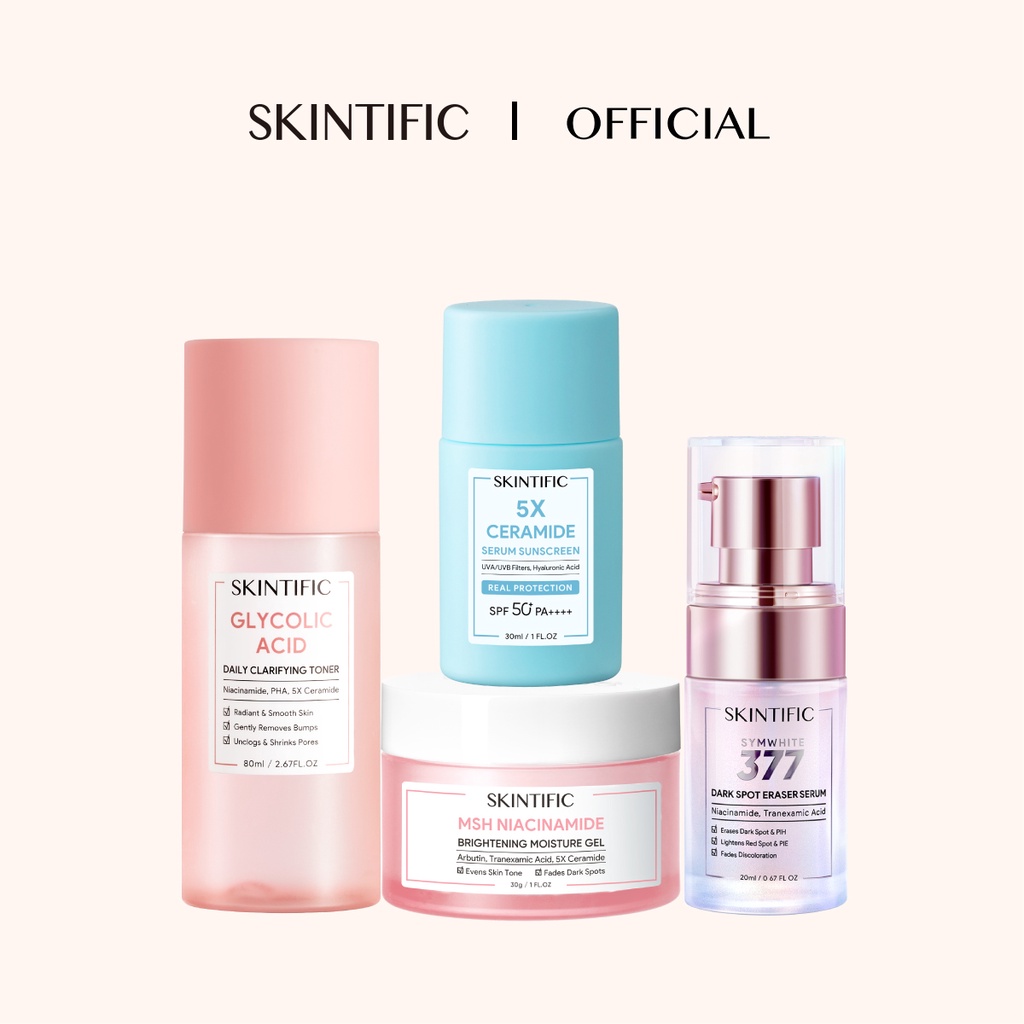 SKINTIFIC | OFFICIAL
SKINTIFIC
GLYCOLIC
ACID
DAILY CLARIFYING TONER
Niacinamide, PHA, 5X Ceramide
Radiant & Smooth Skin
Gently Removes Bumps
Unclogs & Shrinks Pores
80ml / 2.67FL.OZ
SKINTIFIC
5X
CERAMIDE
SERUM SUNSCREEN
UVA/UVB Filters, Hyaluronic Acid
REAL PROTECTION
SPF 50+ PA++++
30ml / 1 FL.OZ
SKINTIFIC
MSH NIACINAMIDE
BRIGHTENING MOISTURE GEL
Arbutin, Tranexamic Acid, 5X Ceramide
Evens Skin Tone Fades Dark Spots
30g / 1 FL.OZ
SKINTIFIC
SYMWHITE
377
DARK SPOT ERASER SERUM
Niacinamide, Tranexamic Acid
Erases Dark Spot & PIH
Lightens Red Spot & PIE
Fades Discoloration
20ml / 0.67 FL OZ